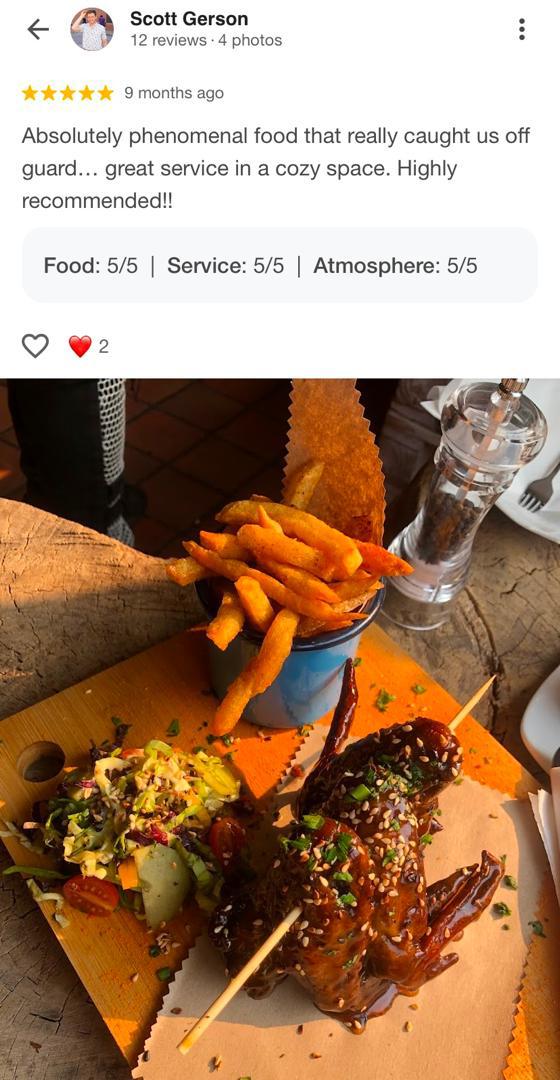 Scott Gerson
12 reviews · 4 photos
9 months ago
Absolutely phenomenal food that really caught us off
guard... great service in a cozy space. Highly
recommended!!
Food: 5/5 | Service: 5/5 | Atmosphere: 5/5
2